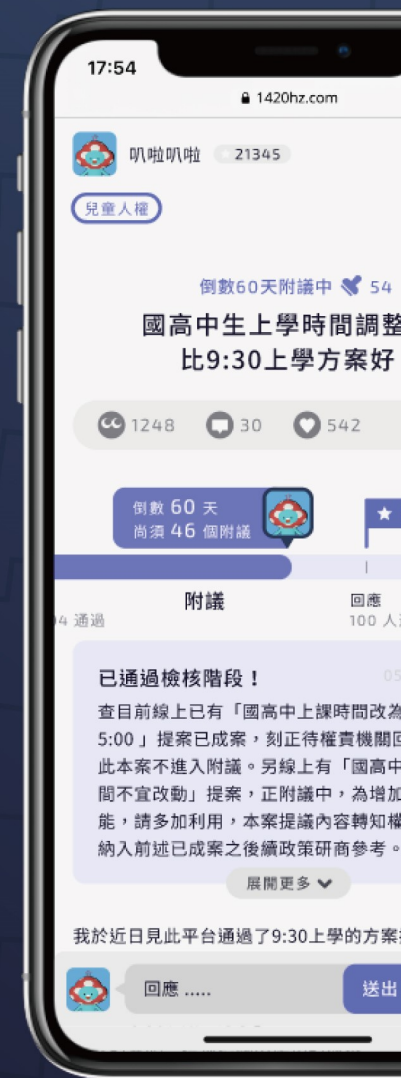 17:54
1420hz.com
叭啦叭啦 21345
兒童人權
倒數60天附議中 54
國高中生上學時間調整
比9:30上學方案好
1248 30 542
倒數 60 天
尚須 46 個附議
附議
回應
4 通過
100 人
已通過檢核階段！
05
查目前線上已有「國高中上課時間改為
5:00 」提案已成案，刻正待權責機關回
此本案不進入附議。另線上有「國高中
間不宜改動」提案，正附議中，為增加
能，請多加利用，本案提議內容轉知權
納入前述已成案之後續政策研商參考。
展開更多
我於近日見此平台通過了9:30上學的方案
回應 .....
送出